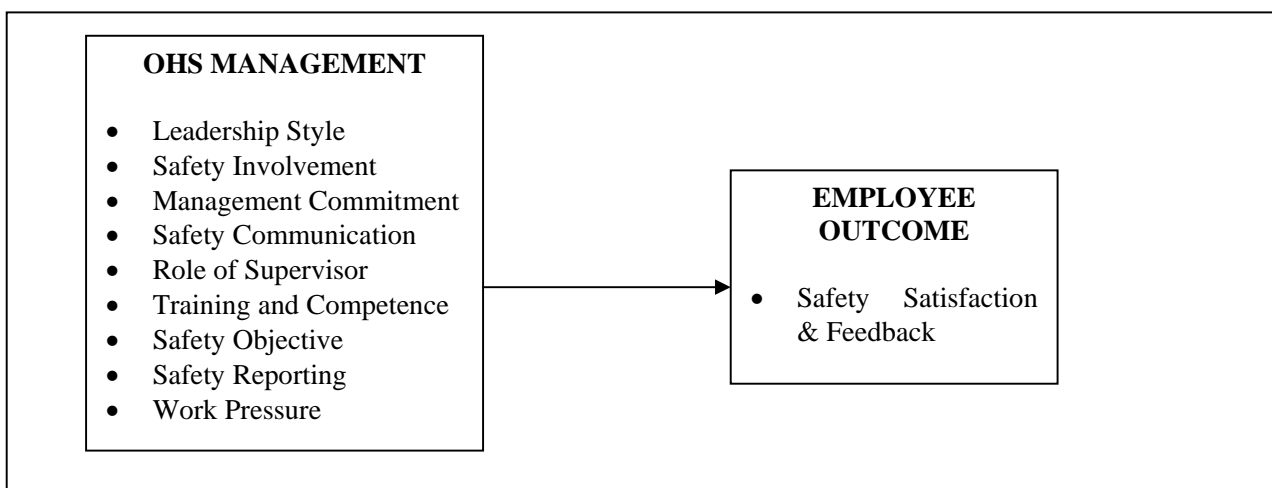 OHS MANAGEMENT
• Leadership Style
• Safety Involvement
• Management Commitment
• Safety Communication
• Role of Supervisor
• Training and Competence
• Safety Objective
• Safety Reporting
• Work Pressure
EMPLOYEE
OUTCOME
• Safety Satisfaction
& Feedback